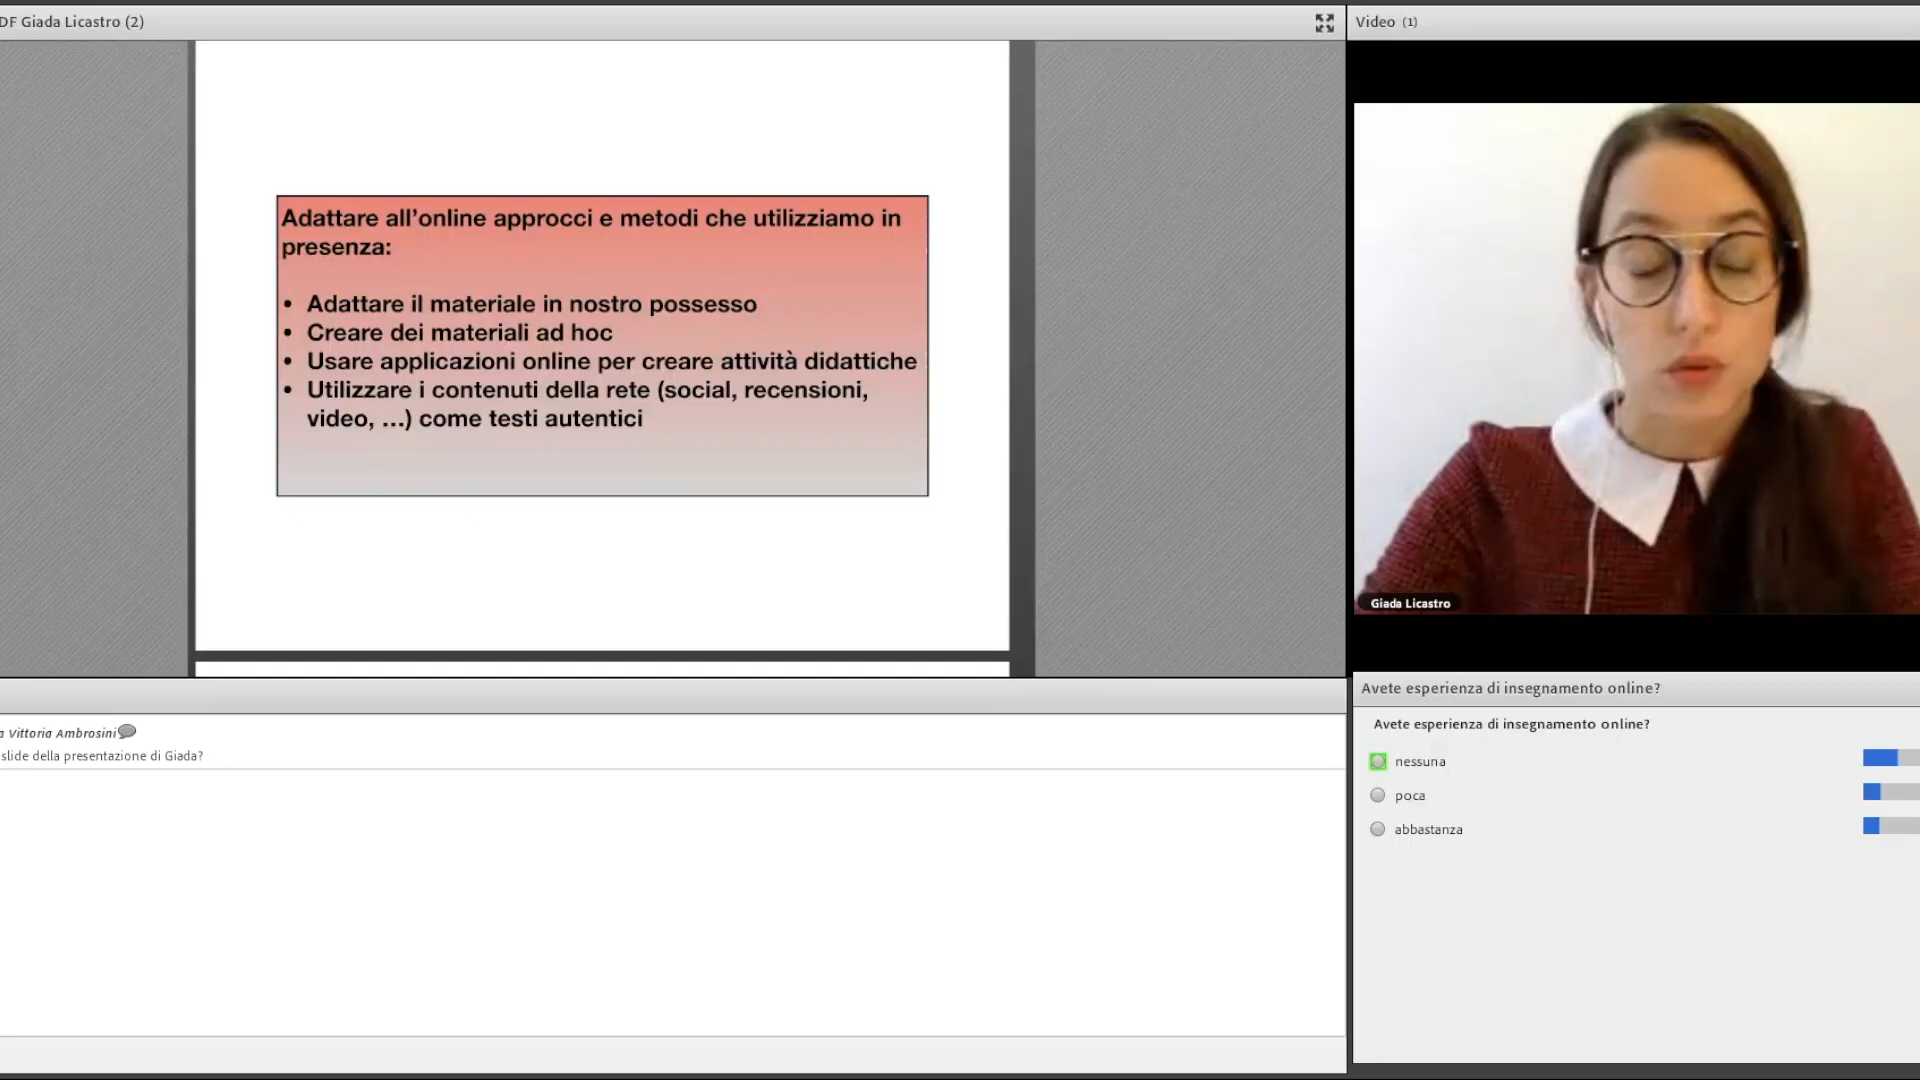 DF Giada Licastro (2)
Video (1)
Adattare all'online approcci e metodi che utilizziamo in
presenza:
• Adattare il materiale in nostro possesso
• Creare dei materiali ad hoc
• Usare applicazioni online per creare attività didattiche
• Utilizzare i contenuti della rete (social, recensioni,
video, ...) come testi autentici
Giada Licastro
a Vittoria Ambrosini
slide della presentazione di Giada?
Avete esperienza di insegnamento online?
Avete esperienza di insegnamento online?
nessuna
poca
abbastanza